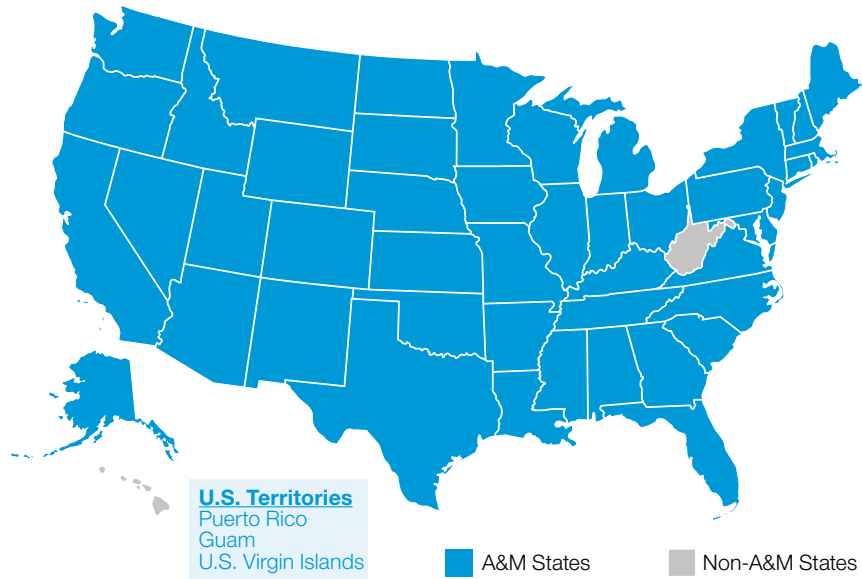 U.S. Territories
Puerto Rico
Guam
U.S. Virgin Islands
A&M States
Non-A&M States